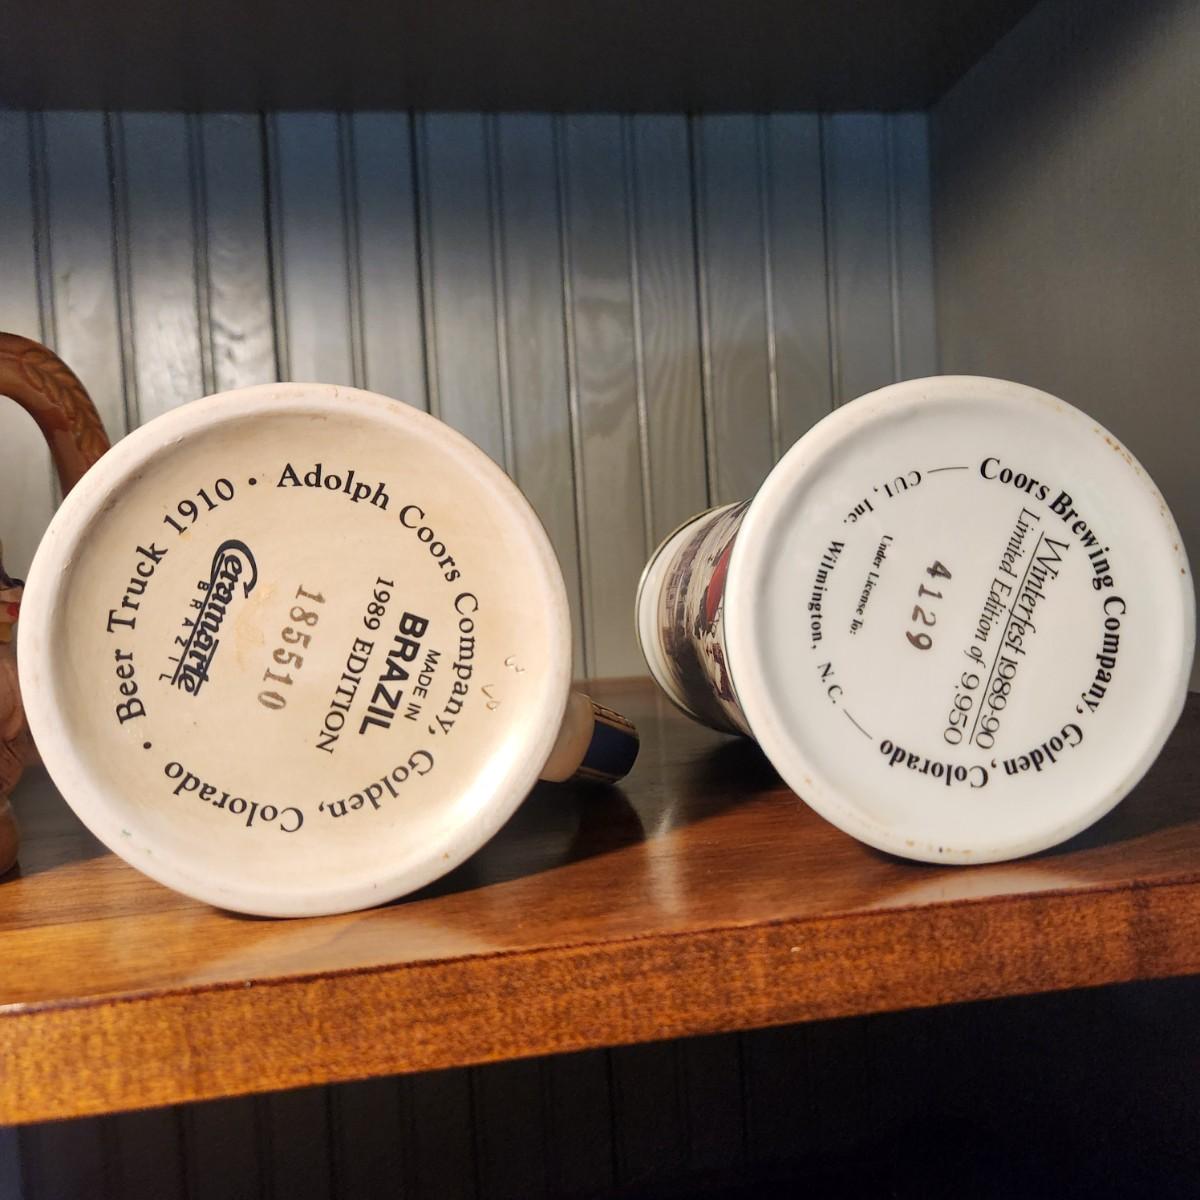 Beer Truck 1910 • Adolph Coors Company, Golden, Colorado •
Ceramarte
BRAZIL
185510
1989 EDITION
BRAZIL
MADE IN
Coors Brewing Company, Golden, Colorado
Winterfest 1989-90
Limited Edition of 9,950
4129
Under License To:
CUI, Inc. Wilmington, N.C.